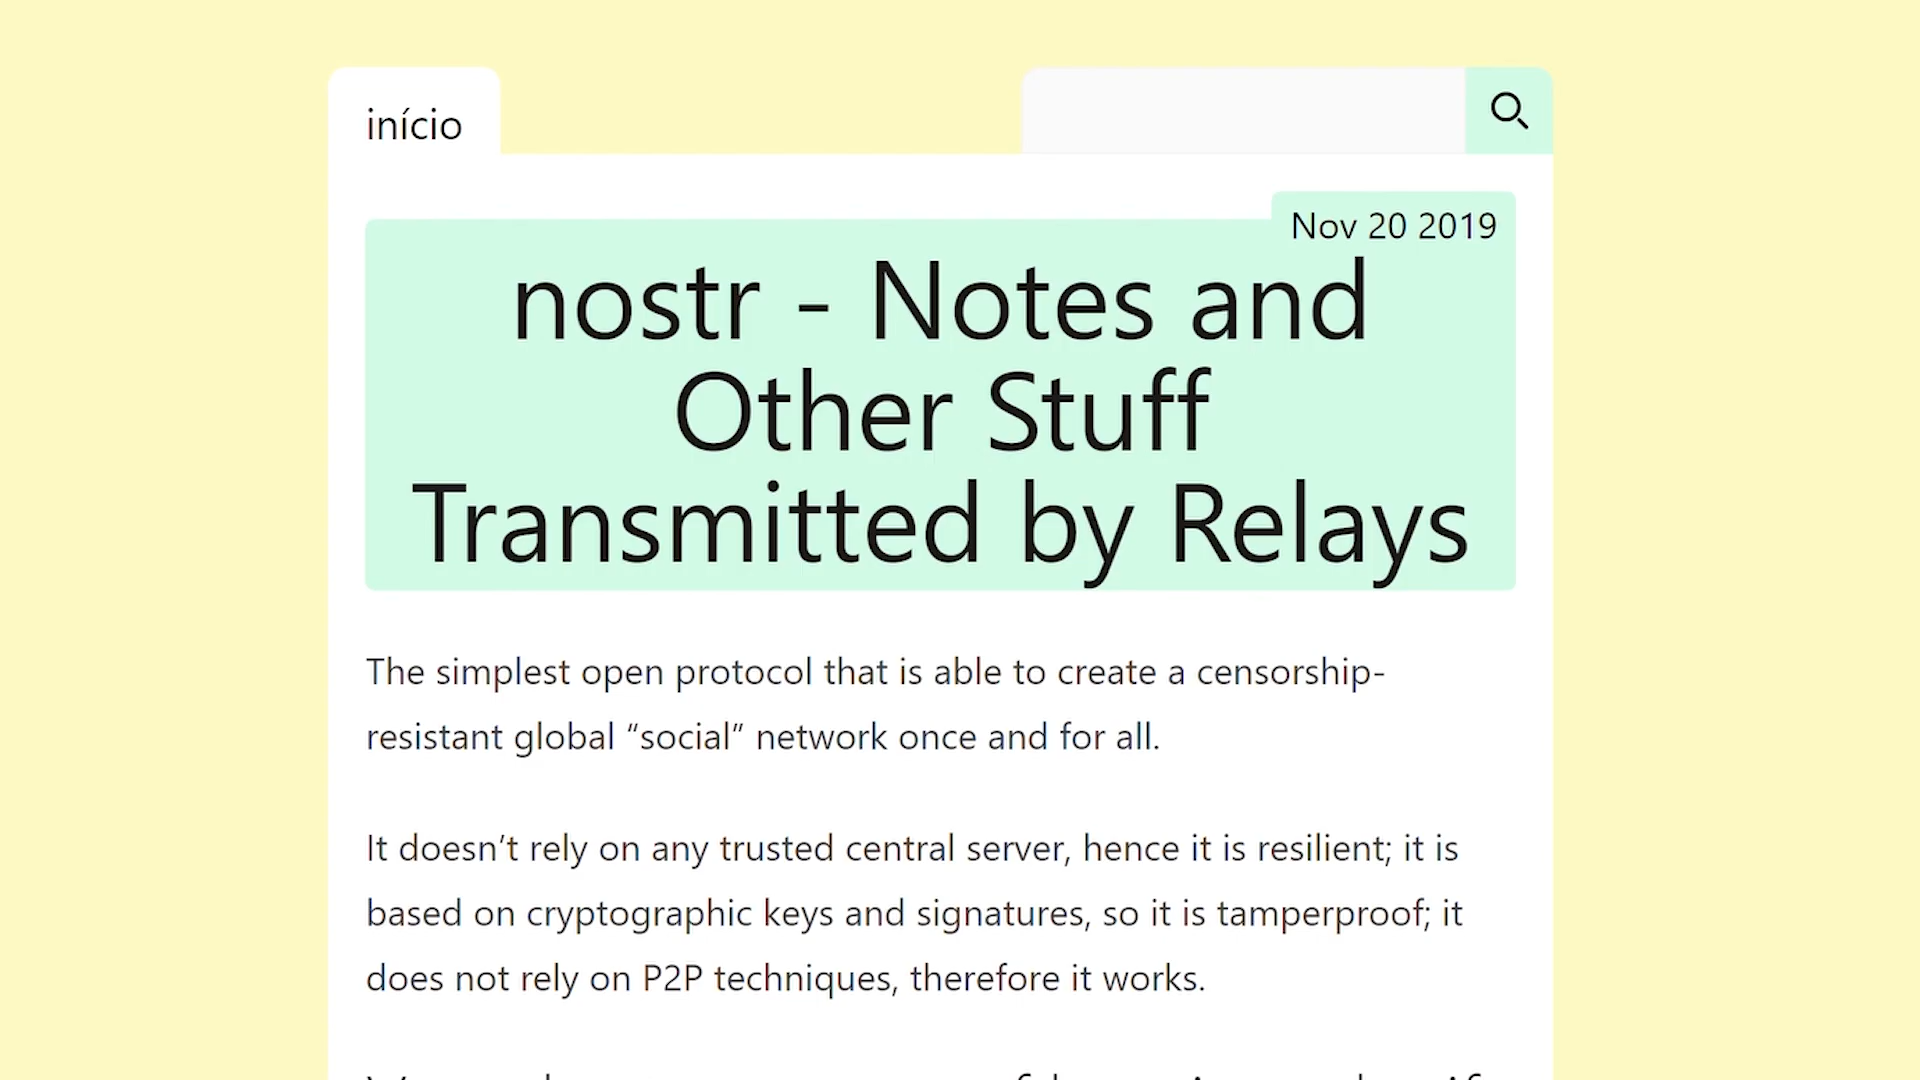 início
Nov 20 2019
nostr - Notes and
Other Stuff
Transmitted by Relays
The simplest open protocol that is able to create a censorship-
resistant global “social” network once and for all.
It doesn’t rely on any trusted central server, hence it is resilient; it is
based on cryptographic keys and signatures, so it is tamperproof; it
does not rely on P2P techniques, therefore it works.